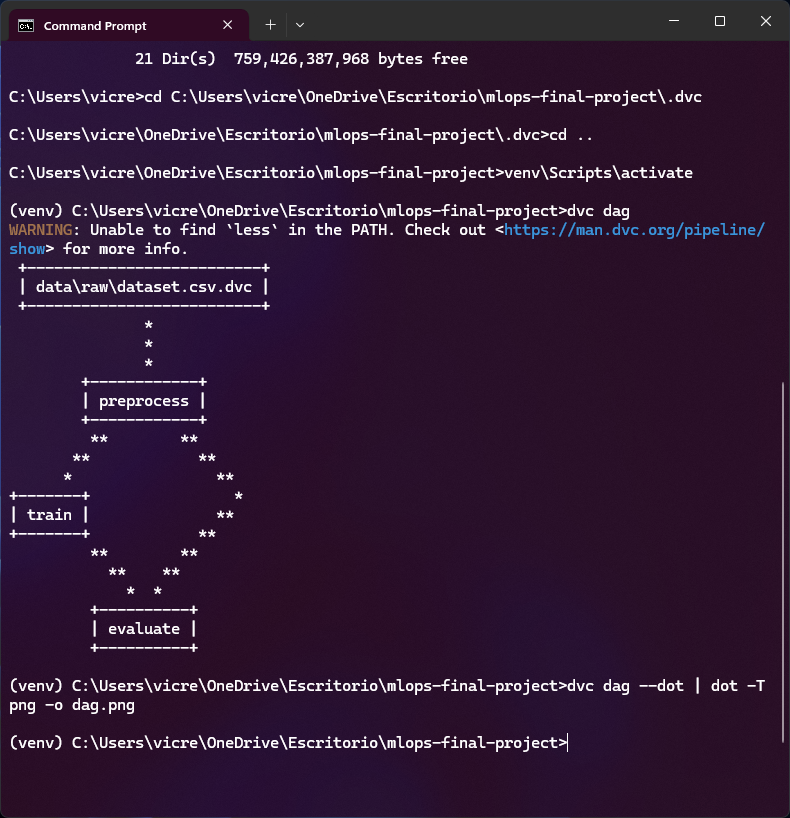 Command Prompt
21 Dir(s)  759,426,387,968 bytes free
C:\Users\vicre>cd C:\Users\vicre\OneDrive\Escritorio\mlops-final-project\.dvc
C:\Users\vicre\OneDrive\Escritorio\mlops-final-project\.dvc>cd ..
C:\Users\vicre\OneDrive\Escritorio\mlops-final-project>venv\Scripts\activate
(venv) C:\Users\vicre\OneDrive\Escritorio\mlops-final-project>dvc dag
WARNING: Unable to find `less` in the PATH. Check out <https://man.dvc.org/pipeline/
show> for more info.
+--------------------------+
| data\raw\dataset.csv.dvc |
+--------------------------+
*
*
*
+------------+
| preprocess |
+------------+
**        **
**            **
*                **
+-------+                *
| train |                **
+-------+            **
**        **
**    **
*  *
+----------+
| evaluate |
+----------+
(venv) C:\Users\vicre\OneDrive\Escritorio\mlops-final-project>dvc dag --dot | dot -T
png -o dag.png
(venv) C:\Users\vicre\OneDrive\Escritorio\mlops-final-project>